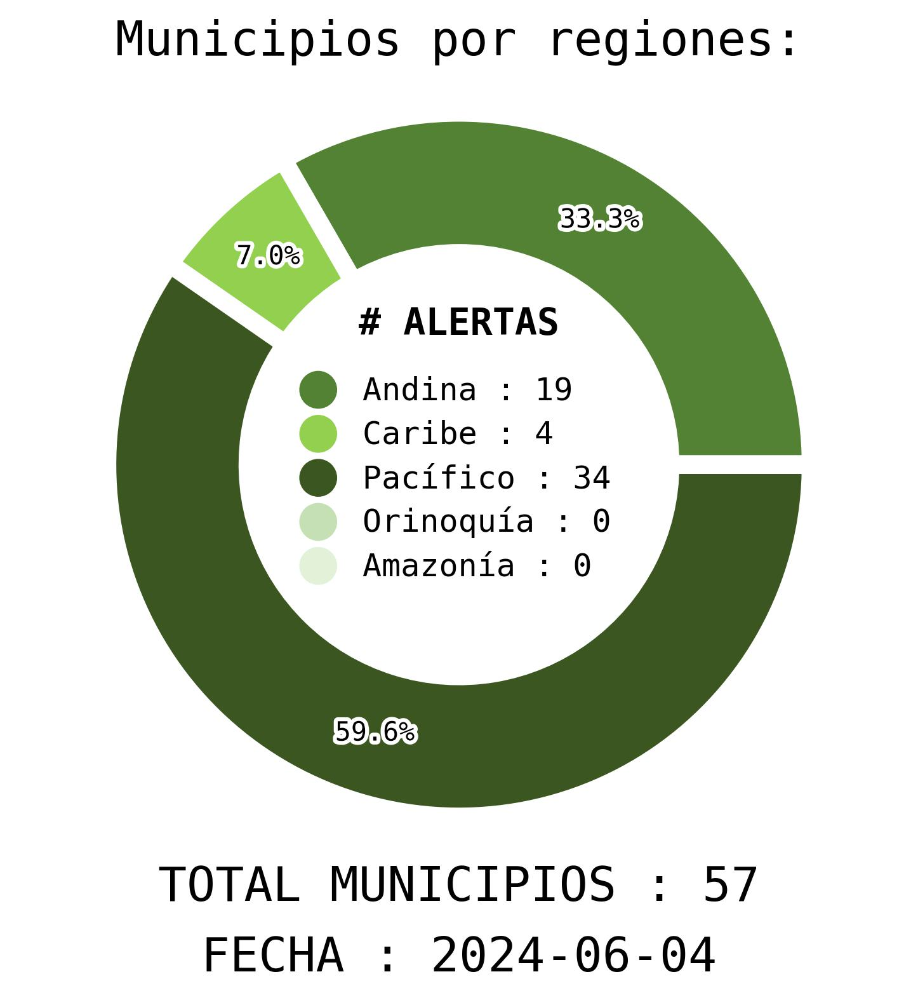 Municipios por regiones:
33.3%
7.0%
# ALERTAS
Andina : 19
Caribe : 4
Pacífico : 34
Orinoquía : 0
Amazonía : 0
59.6%
TOTAL MUNICIPIOS : 57
FECHA : 2024-06-04